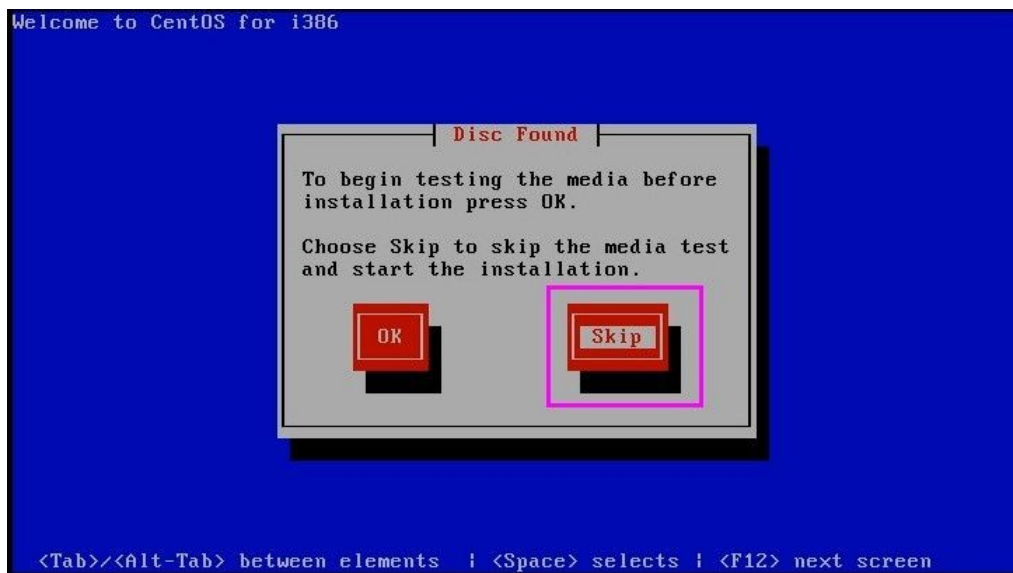 Welcome to CentOS for i386
Disc Found
To begin testing the media before
installation press OK.
Choose Skip to skip the media test
and start the installation.
OK
Skip
<Tab>/<Alt-Tab> between elements | <Space> selects | <F12> next screen